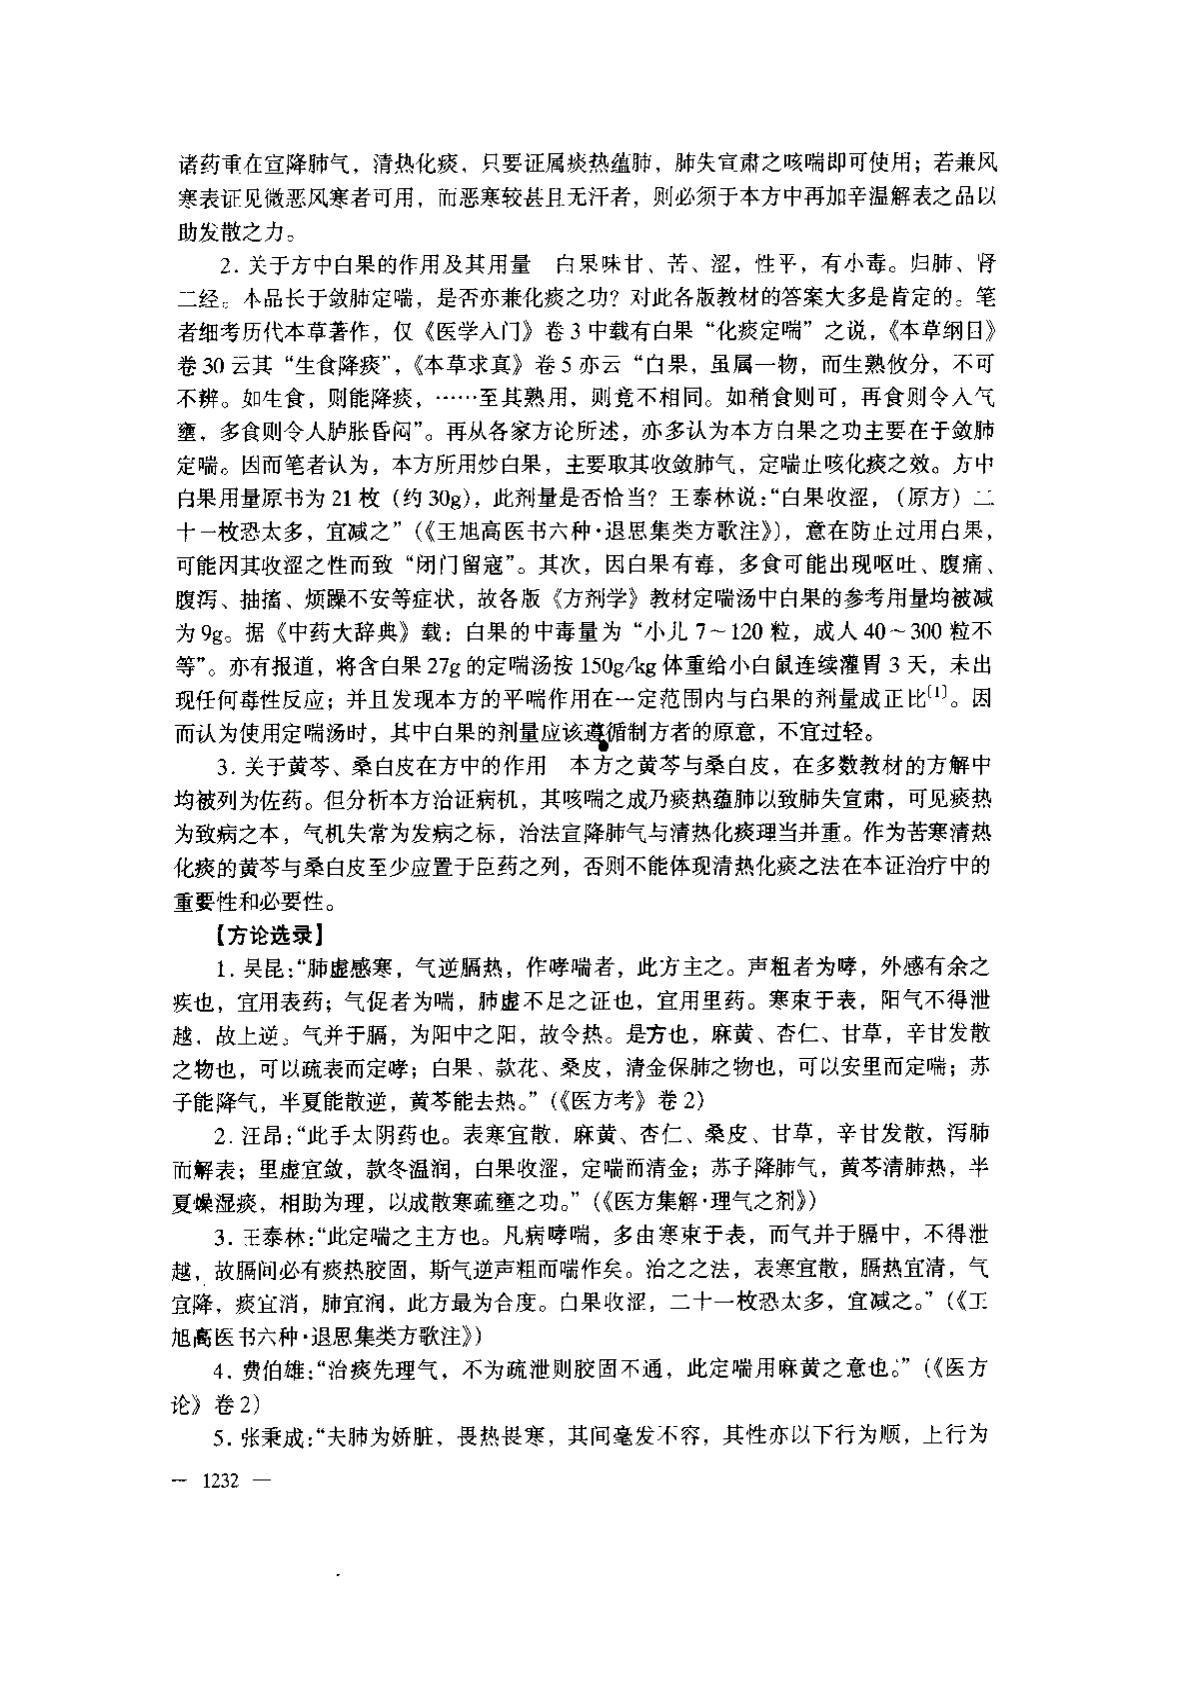 诸药重在宣降肺气，清热化痰，只要证属痰热蕴肺，肺失宣肃之咳喘即可使用；若兼风
寒表证见微恶风寒者可用，而恶寒较甚且无汗者，则必须于本方中再加辛温解表之品以
助发散之力。
2. 关于方中白果的作用及其用量　白果味甘、苦、涩，性平，有小毒。归肺、肾
二经。本品长于敛肺定喘，是否亦兼化痰之功？对此各版教材的答案大多是肯定的。笔
者细考历代本草著作，仅《医学入门》卷 3 中载有白果“化痰定喘”之说，《本草纲目》
卷 30 云其“生食降痰”，《本草求真》卷 5 亦云“白果，虽属一物，而生熟攸分，不可
不辨。如生食，则能降痰，……至其熟用，则竟不相同。如稍食则可，再食则令人气
壅，多食则令人胪胀昏闷”。再从各家方论所述，亦多认为本方白果之功主要在于敛肺
定喘。因而笔者认为，本方所用炒白果，主要取其收敛肺气，定喘止咳化痰之效。方中
白果用量原书为 21 枚（约 30g），此剂量是否恰当？王泰林说：“白果收涩，（原方）二
十一枚恐太多，宜减之”（《王旭高医书六种·退思集类方歌注》），意在防止过用白果，
可能因其收涩之性而致“闭门留寇”。其次，因白果有毒，多食可能出现呕吐、腹痛、
腹泻、抽搐、烦躁不安等症状，故各版《方剂学》教材定喘汤中白果的参考用量均被减
为 9g。据《中药大辞典》载：白果的中毒量为“小儿 7～120 粒，成人 40～300 粒不
等”。亦有报道，将含白果 27g 的定喘汤按 150g/kg 体重给小白鼠连续灌胃 3 天，未出
现任何毒性反应；并且发现本方的平喘作用在一定范围内与白果的剂量成正比〔1〕。因
而认为使用定喘汤时，其中白果的剂量应该遵循制方者的原意，不宜过轻。
3. 关于黄芩、桑白皮在方中的作用　本方之黄芩与桑白皮，在多数教材的方解中
均被列为佐药。但分析本方治证病机，其咳喘之成乃痰热蕴肺以致肺失宣肃，可见痰热
为致病之本，气机失常为发病之标，治法宣降肺气与清热化痰理当并重。作为苦寒清热
化痰的黄芩与桑白皮至少应置于臣药之列，否则不能体现清热化痰之法在本证治疗中的
重要性和必要性。
【方论选录】
1. 吴昆：“肺虚感寒，气逆膈热，作哮喘者，此方主之。声粗者为哮，外感有余之
疾也，宜用表药；气促者为喘，肺虚不足之证也，宜用里药。寒束于表，阳气不得泄
越，故上逆。气并于膈，为阳中之阳，故令热。是方也，麻黄、杏仁、甘草，辛甘发散
之物也，可以疏表而定哮；白果、款花、桑皮，清金保肺之物也，可以安里而定喘；苏
子能降气，半夏能散逆，黄芩能去热。”（《医方考》卷 2）
2. 汪昂：“此手太阴药也。表寒宜散，麻黄、杏仁、桑皮、甘草，辛甘发散，泻肺
而解表；里虚宜敛，款冬温润，白果收涩，定喘而清金；苏子降肺气，黄芩清肺热，半
夏燥湿痰，相助为理，以成散寒疏壅之功。”（《医方集解·理气之剂》）
3. 王泰林：“此定喘之主方也。凡病哮喘，多由寒束于表，而气并于膈中，不得泄
越，故膈间必有痰热胶固，斯气逆声粗而喘作矣。治之之法，表寒宜散，膈热宜清，气
宜降，痰宜消，肺宜润，此方最为合度。白果收涩，二十一枚恐太多，宜减之。”（《王
旭高医书六种·退思集类方歌注》）
4. 费伯雄：“治痰先理气，不为疏泄则胶固不通，此定喘用麻黄之意也。”（《医方
论》卷 2）
5. 张秉成：“夫肺为娇脏，畏热畏寒，其间毫发不容，其性亦以下行为顺，上行为
— 1232 —